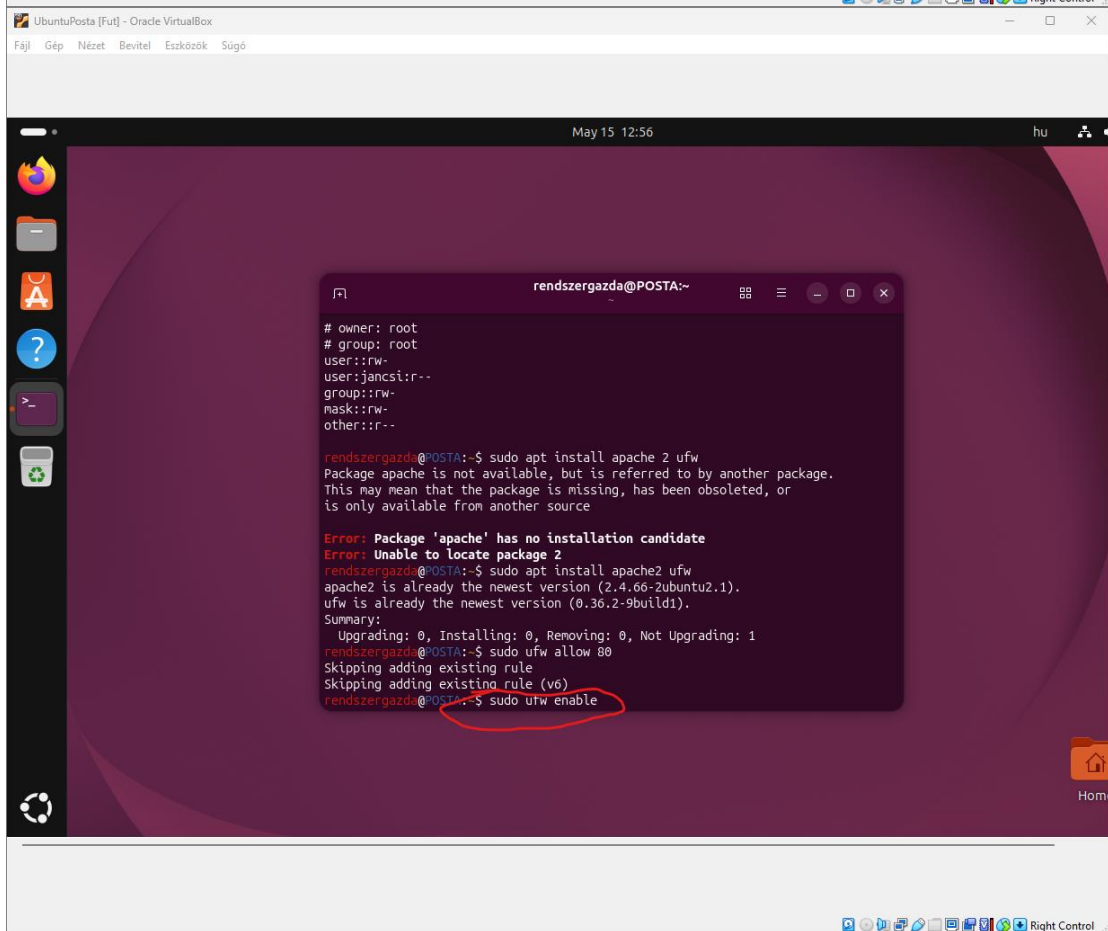 Right Control
UbuntuPosta [Fut] - Oracle VirtualBox
Fájl Gép Nézet Bevitel Eszközök Súgó
May 15 12:56
hu
rendszergazda@POSTA:~
~
# owner: root
# group: root
user::rw-
user:jancsi:r--
group::rw-
mask::rw-
other::r--
rendszergazda@POSTA:~$ sudo apt install apache 2 ufw
Package apache is not available, but is referred to by another package.
This may mean that the package is missing, has been obsoleted, or
is only available from another source
Error: Package 'apache' has no installation candidate
Error: Unable to locate package 2
rendszergazda@POSTA:~$ sudo apt install apache2 ufw
apache2 is already the newest version (2.4.66-2ubuntu2.1).
ufw is already the newest version (0.36.2-9build1).
Summary:
  Upgrading: 0, Installing: 0, Removing: 0, Not Upgrading: 1
rendszergazda@POSTA:~$ sudo ufw allow 80
Skipping adding existing rule
Skipping adding existing rule (v6)
rendszergazda@POSTA:~$ sudo ufw enable
Home
Right Control